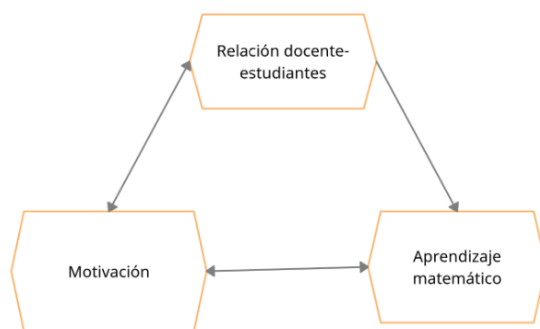 Relación docente-
estudiantes
Motivación
Aprendizaje
matemático